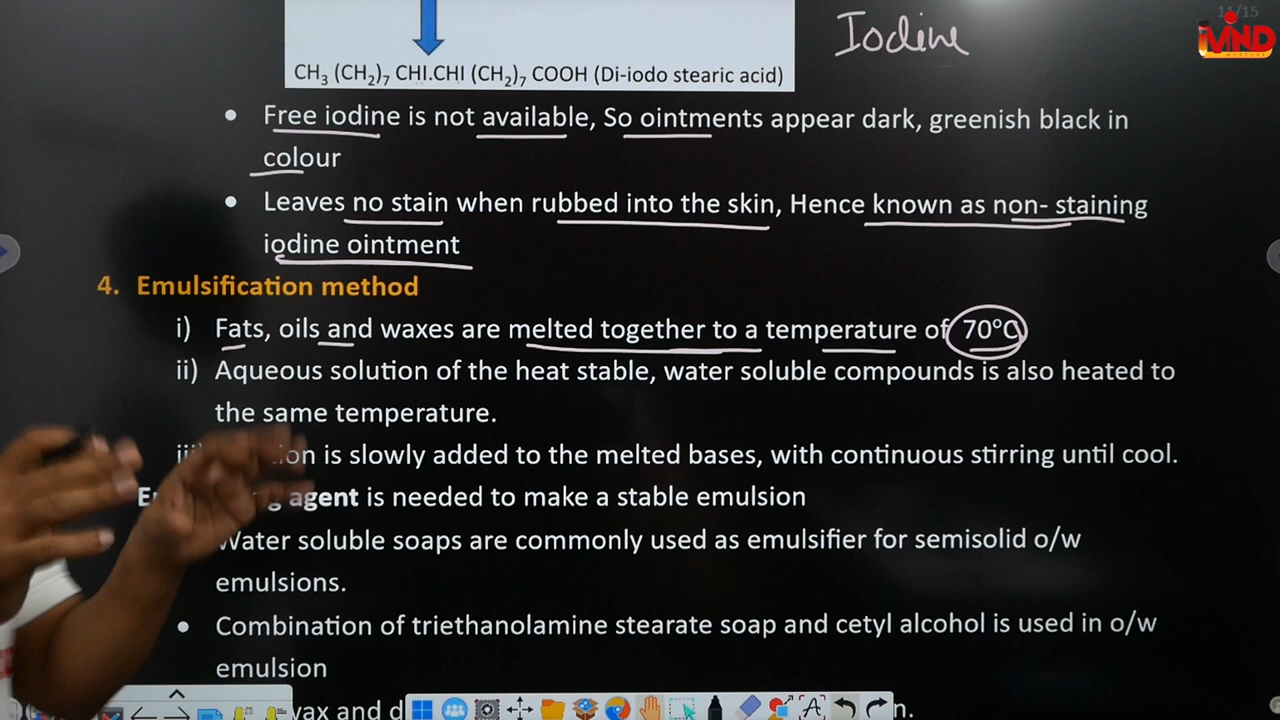 11/15
Iodine
IVIND
CH₃ (CH₂)₇ CHI.CHI (CH₂)₇ COOH (Di-iodo stearic acid)
• Free iodine is not available, So ointments appear dark, greenish black in
colour
• Leaves no stain when rubbed into the skin, Hence known as non- staining
iodine ointment
4. Emulsification method
i) Fats, oils and waxes are melted together to a temperature of 70°C
ii) Aqueous solution of the heat stable, water soluble compounds is also heated to
the same temperature.
is slowly added to the melted bases, with continuous stirring until cool.
agent is needed to make a stable emulsion
Water soluble soaps are commonly used as emulsifier for semisolid o/w
emulsions.
• Combination of triethanolamine stearate soap and cetyl alcohol is used in o/w
emulsion
and